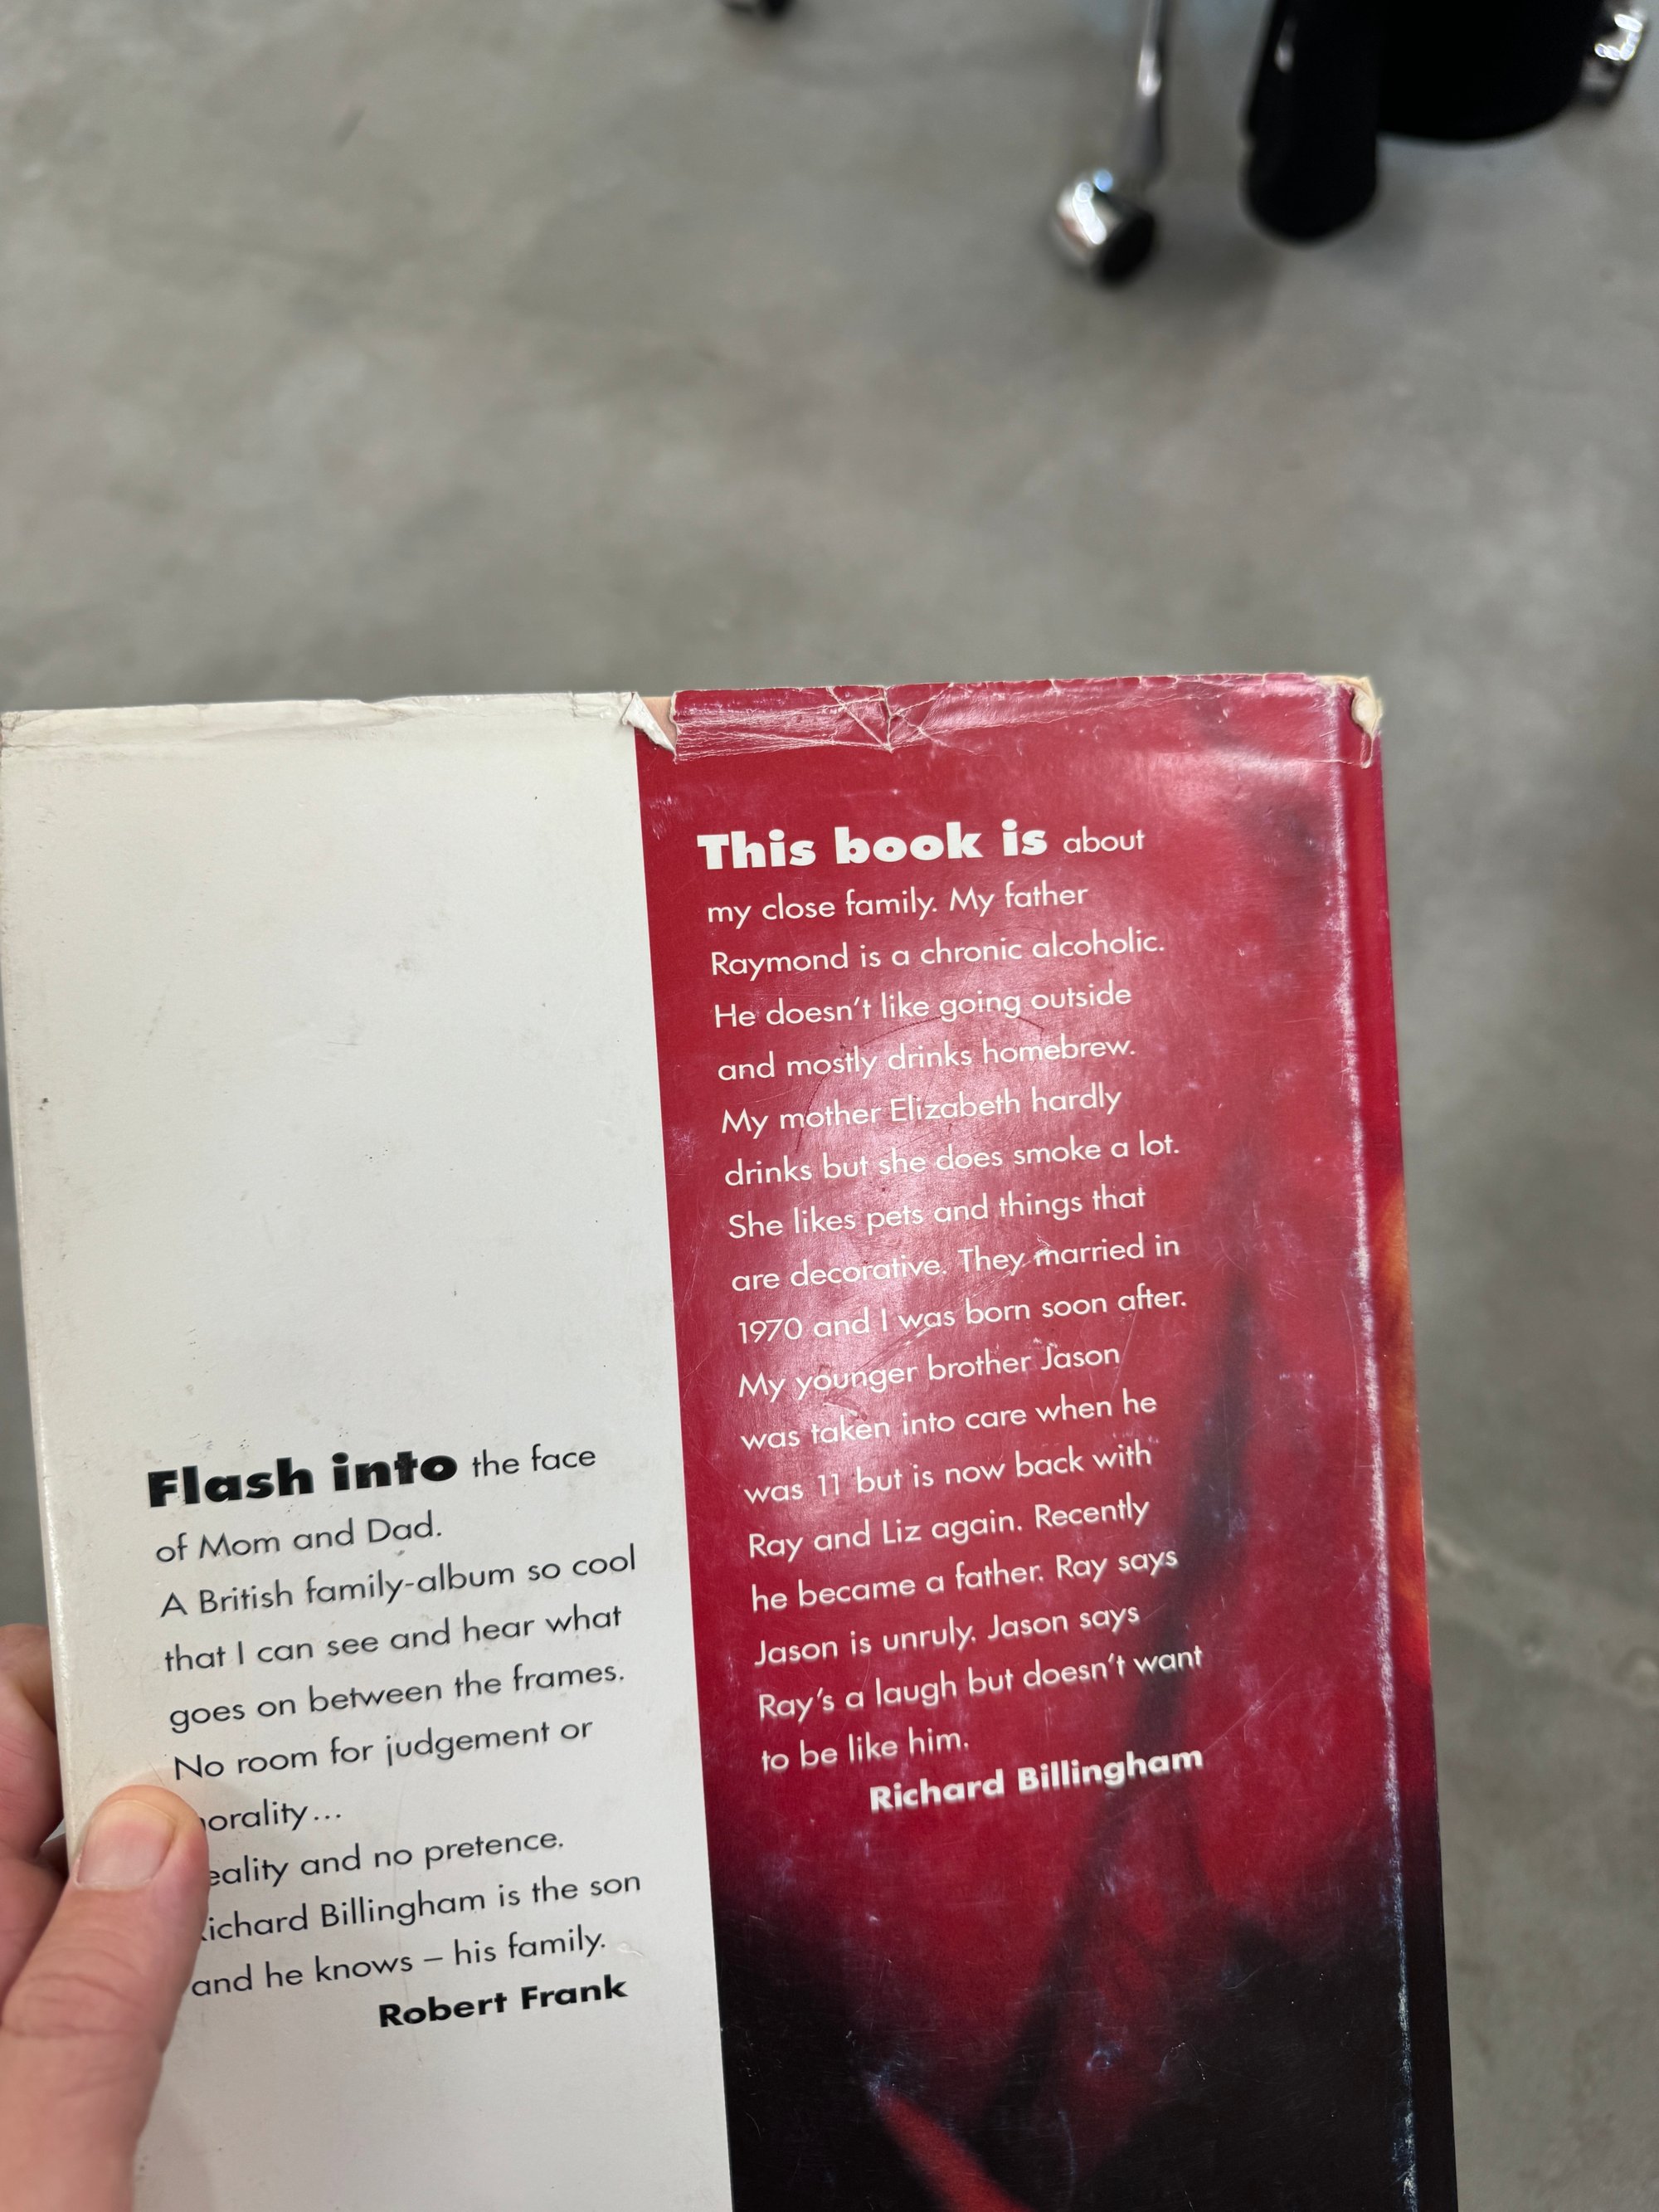 Flash into the face
of Mom and Dad.
A British family-album so cool
that I can see and hear what
goes on between the frames.
No room for judgement or
orality...
eality and no pretence.
ichard Billingham is the son
and he knows – his family.
Robert Frank
This book is about
my close family. My father
Raymond is a chronic alcoholic.
He doesn't like going outside
and mostly drinks homebrew.
My mother Elizabeth hardly
drinks but she does smoke a lot.
She likes pets and things that
are decorative. They married in
1970 and I was born soon after.
My younger brother Jason
was taken into care when he
was 11 but is now back with
Ray and Liz again. Recently
he became a father. Ray says
Jason is unruly. Jason says
Ray's a laugh but doesn't want
to be like him.
Richard Billingham